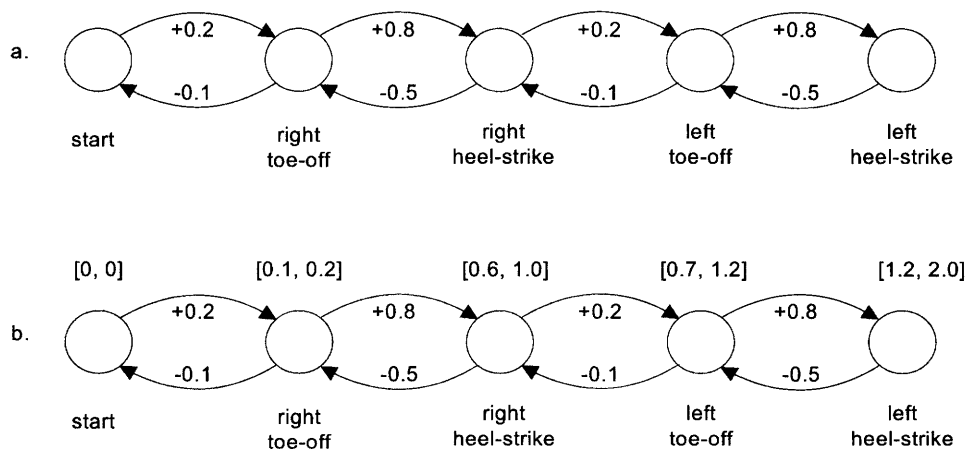 +0.2 +0.8 +0.2 +0.8
a.
-0.1 -0.5 -0.1 -0.5
start right right left left
toe-off heel-strike toe-off heel-strike
[0, 0] [0.1, 0.2] [0.6, 1.0] [0.7, 1.2] [1.2, 2.0]
+0.2 +0.8 +0.2 +0.8
b.
-0.1 -0.5 -0.1 -0.5
start right right left left
toe-off heel-strike toe-off heel-strike